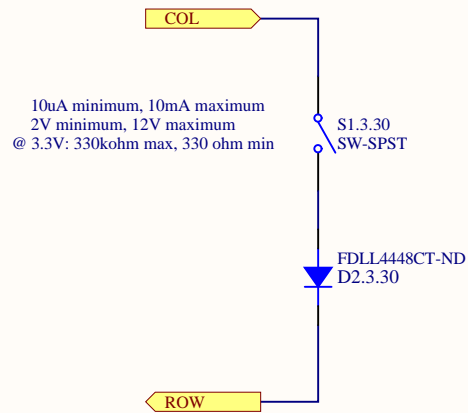 COL
10uA minimum, 10mA maximum
2V minimum, 12V maximum
@ 3.3V: 330kohm max, 330 ohm min
S1.3.30
SW-SPST
FDLL4448CT-ND
D2.3.30
ROW